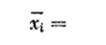 x̄ᵢ =